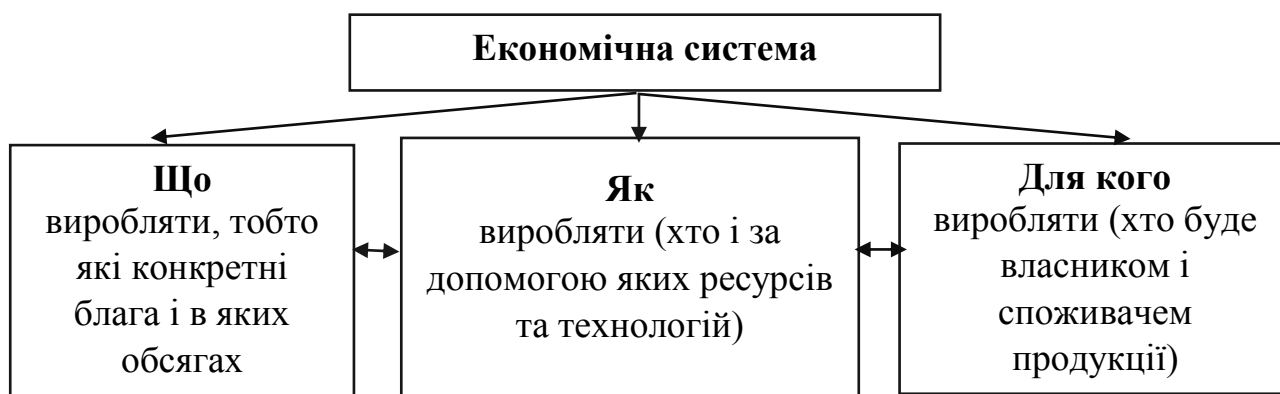 Економічна система
Що
виробляти, тобто
які конкретні
блага і в яких
обсягах
Як
виробляти (хто і за
допомогою яких ресурсів
та технологій)
Для кого
виробляти (хто буде
власником і
споживачем
продукції)